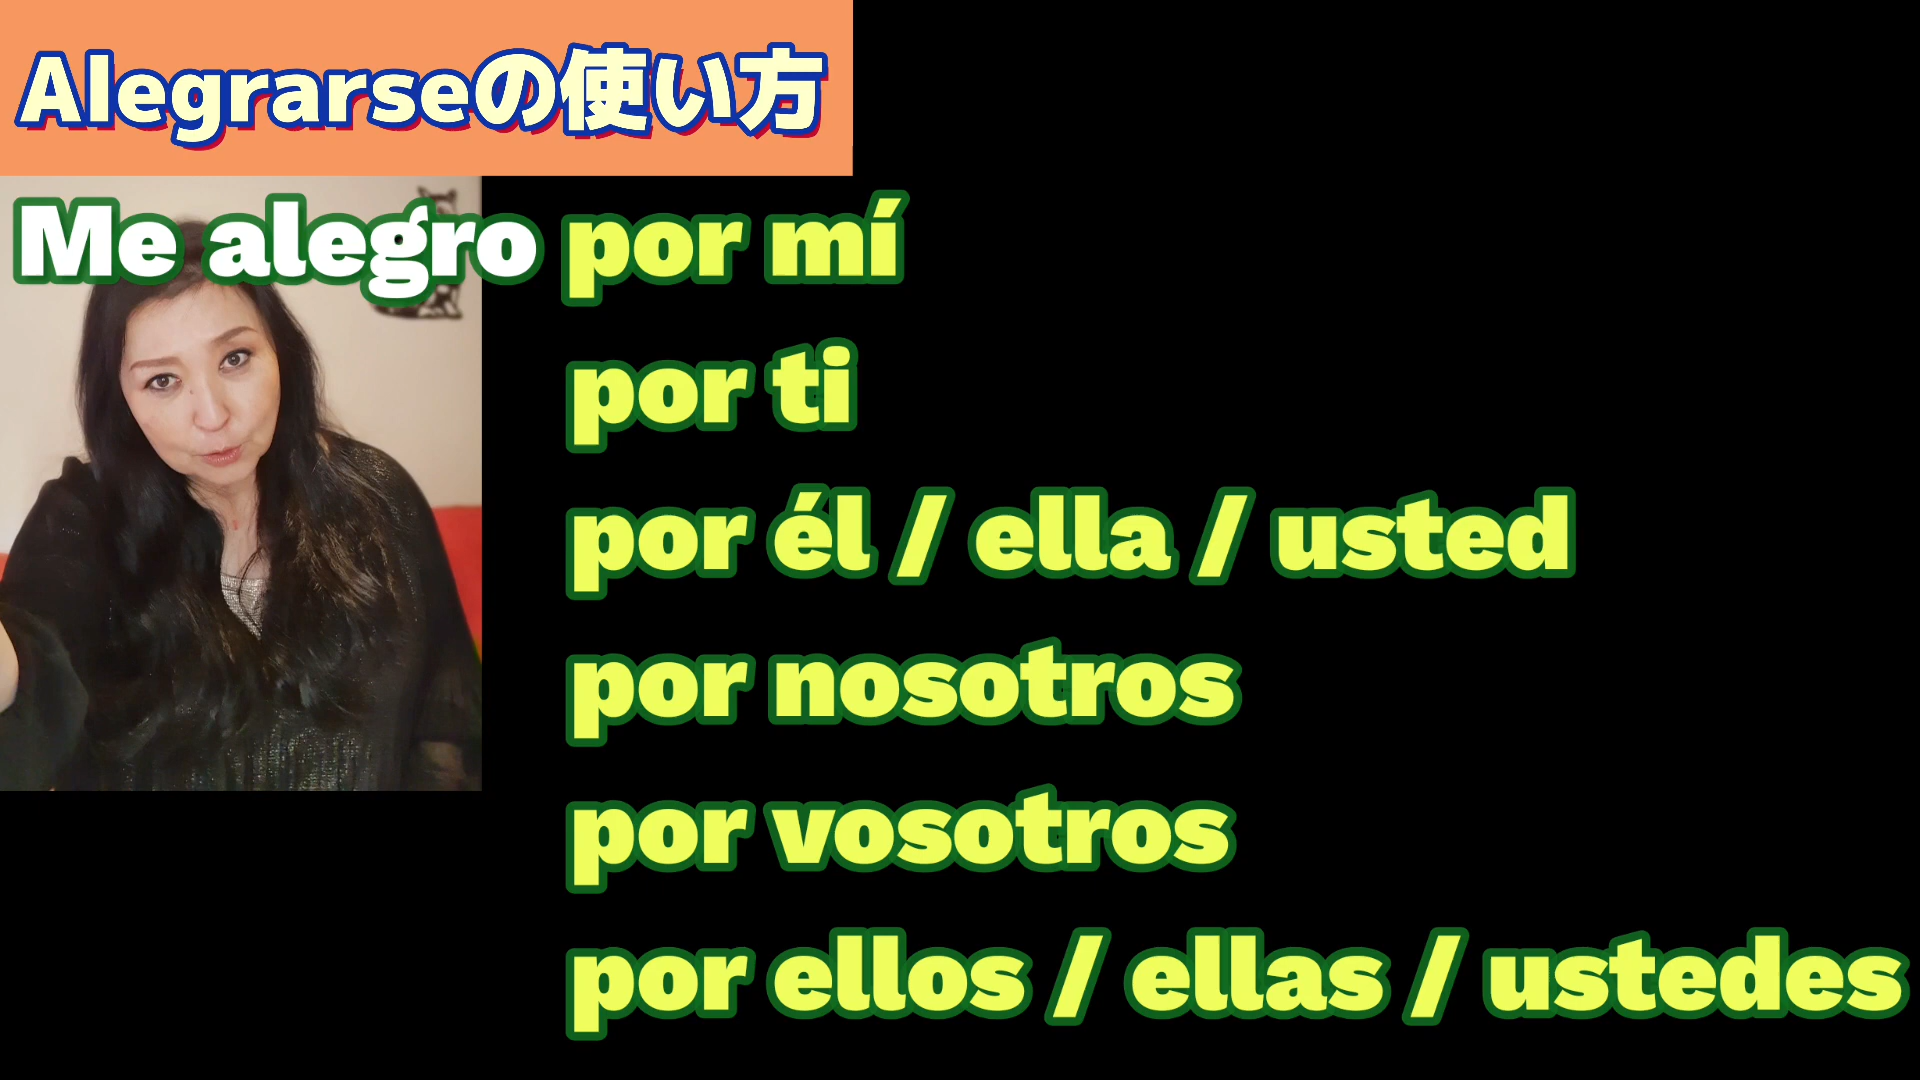 Alegrarseの使い方
Me alegro por mí
por ti
por él / ella / usted
por nosotros
por vosotros
por ellos / ellas / ustedes